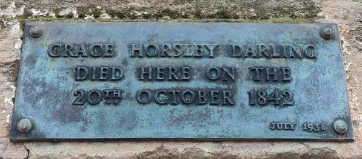 GRACE HORSLEY DARLING
DIED HERE ON THE
20TH OCTOBER 1842
JULY 1938